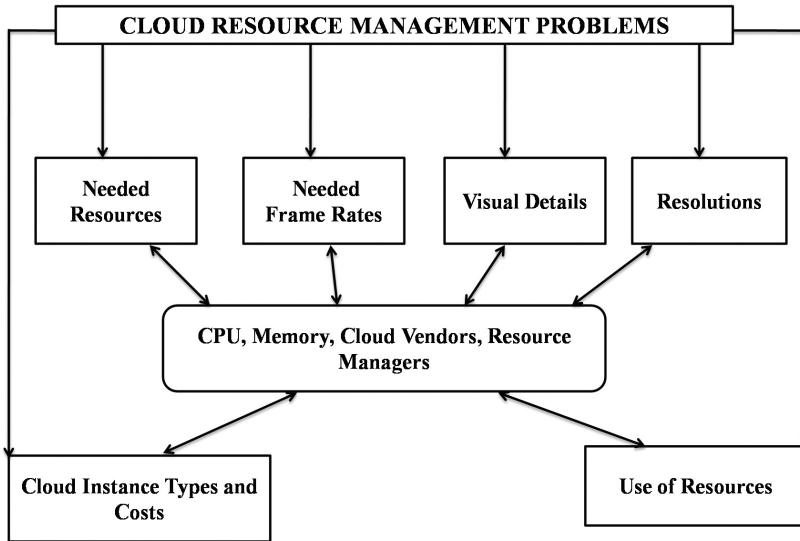 CLOUD RESOURCE MANAGEMENT PROBLEMS
Needed
Resources
Needed
Frame Rates
Visual Details
Resolutions
CPU, Memory, Cloud Vendors, Resource
Managers
Cloud Instance Types and
Costs
Use of Resources